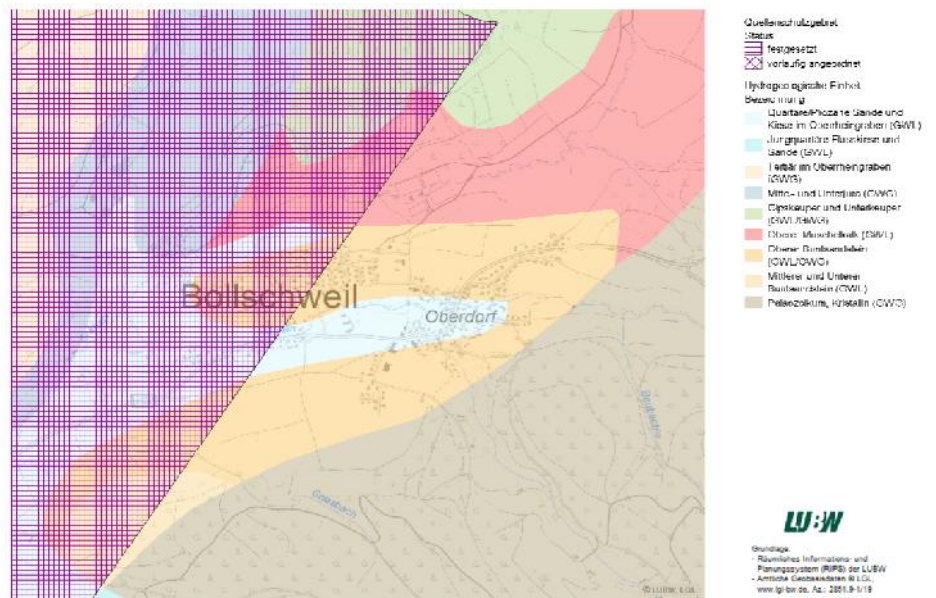 Bollschweil
Oberdorf
Quellenschutzgebiet
Status
festgesetzt
vorläufig angeordnet
Hydrogeologische Einheit
Bezeichnung
Quartäre/Pliozäne Sande und
Kiese im Oberrheingraben (GWL)
Jungquartäre Flusskiese und
Sande (GWL)
Tertiär im Oberrheingraben
(GWG)
Mittel- und Unterjura (GWG)
Gipskeuper und Unterkeuper
(GWL/GWG)
Oberer Muschelkalk (GWL)
Oberer Buntsandstein
(GWL/GWG)
Mittlerer und Unterer
Buntsandstein (GWL)
Paläozoikum, Kristallin (GWG)
LU:W
Grundlage:
- Räumliches Informations- und
Planungssystem (RIPS) der LUBW
- Amtliche Geobasisdaten © LGL,
www.lgl-bw.de, Az.: 2851.9-1/19
© LUBW, LGL